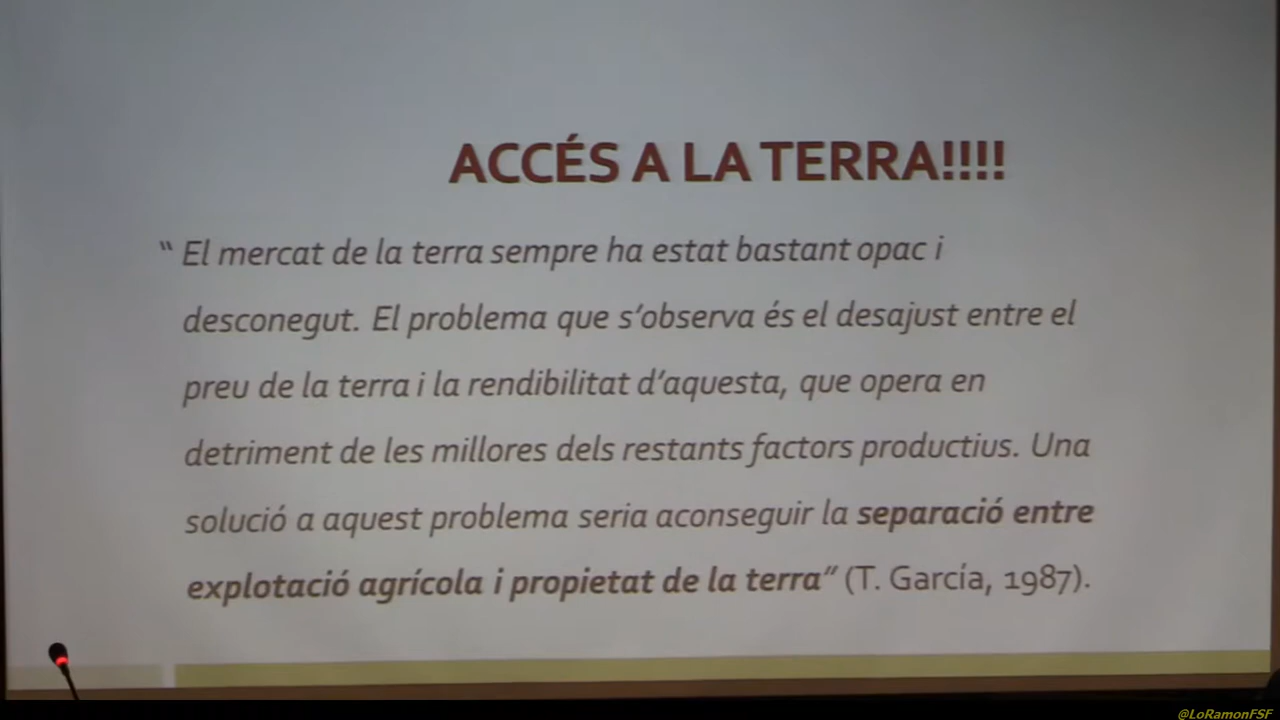 ACCÉS A LA TERRA!!!!
“ El mercat de la terra sempre ha estat bastant opac i
desconegut. El problema que s’observa és el desajust entre el
preu de la terra i la rendibilitat d’aquesta, que opera en
detriment de les millores dels restants factors productius. Una
solució a aquest problema seria aconseguir la separació entre
explotació agrícola i propietat de la terra” (T. García, 1987).
@LoRamonFSF